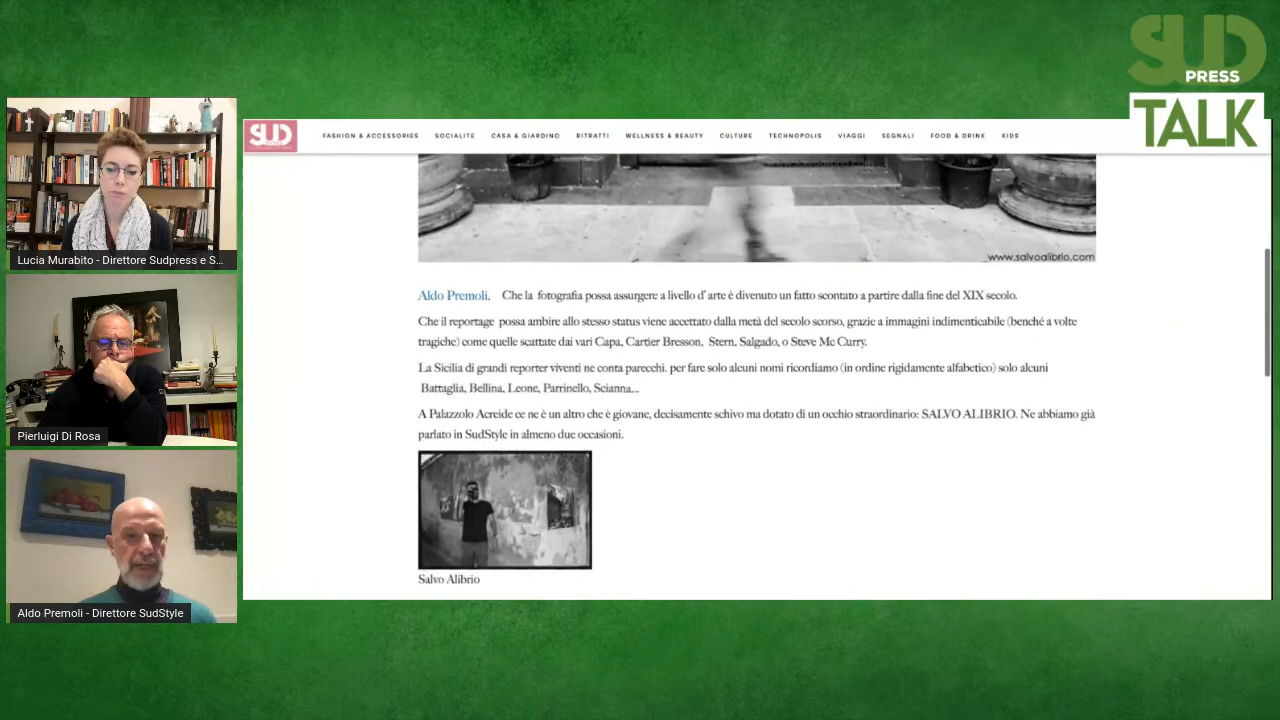 SUD
PRESS
TALK
Lucia Murabito - Direttore Sudpress e S...
Pierluigi Di Rosa
Aldo Premoli - Direttore SudStyle
SUD
FASHION & ACCESSORIES SOCIALITE CASA & GIARDINO RITRATTI WELLNESS & BEAUTY CULTURE TECHNOPOLIS VIAGGI SEGNALI FOOD & DRINK KIDS
www.salvoalibrio.com
Aldo Premoli. Che la fotografia possa assurgere a livello d' arte è divenuto un fatto scontato a partire dalla fine del XIX secolo.
Che il reportage possa ambire allo stesso status viene accettato dalla metà del secolo scorso, grazie a immagini indimenticabile (benché a volte
tragiche) come quelle scattate dai vari Capa, Cartier Bresson, Stern, Salgado, o Steve Mc Curry.
La Sicilia di grandi reporter viventi ne conta parecchi. per fare solo alcuni nomi ricordiamo (in ordine rigidamente alfabetico) solo alcuni
Battaglia, Bellina, Leone, Parrinello, Scianna...
A Palazzolo Acreide ce ne è un altro che è giovane, decisamente schivo ma dotato di un occhio straordinario: SALVO ALIBRIO. Ne abbiamo già
parlato in SudStyle in almeno due occasioni.
Salvo Alibrio